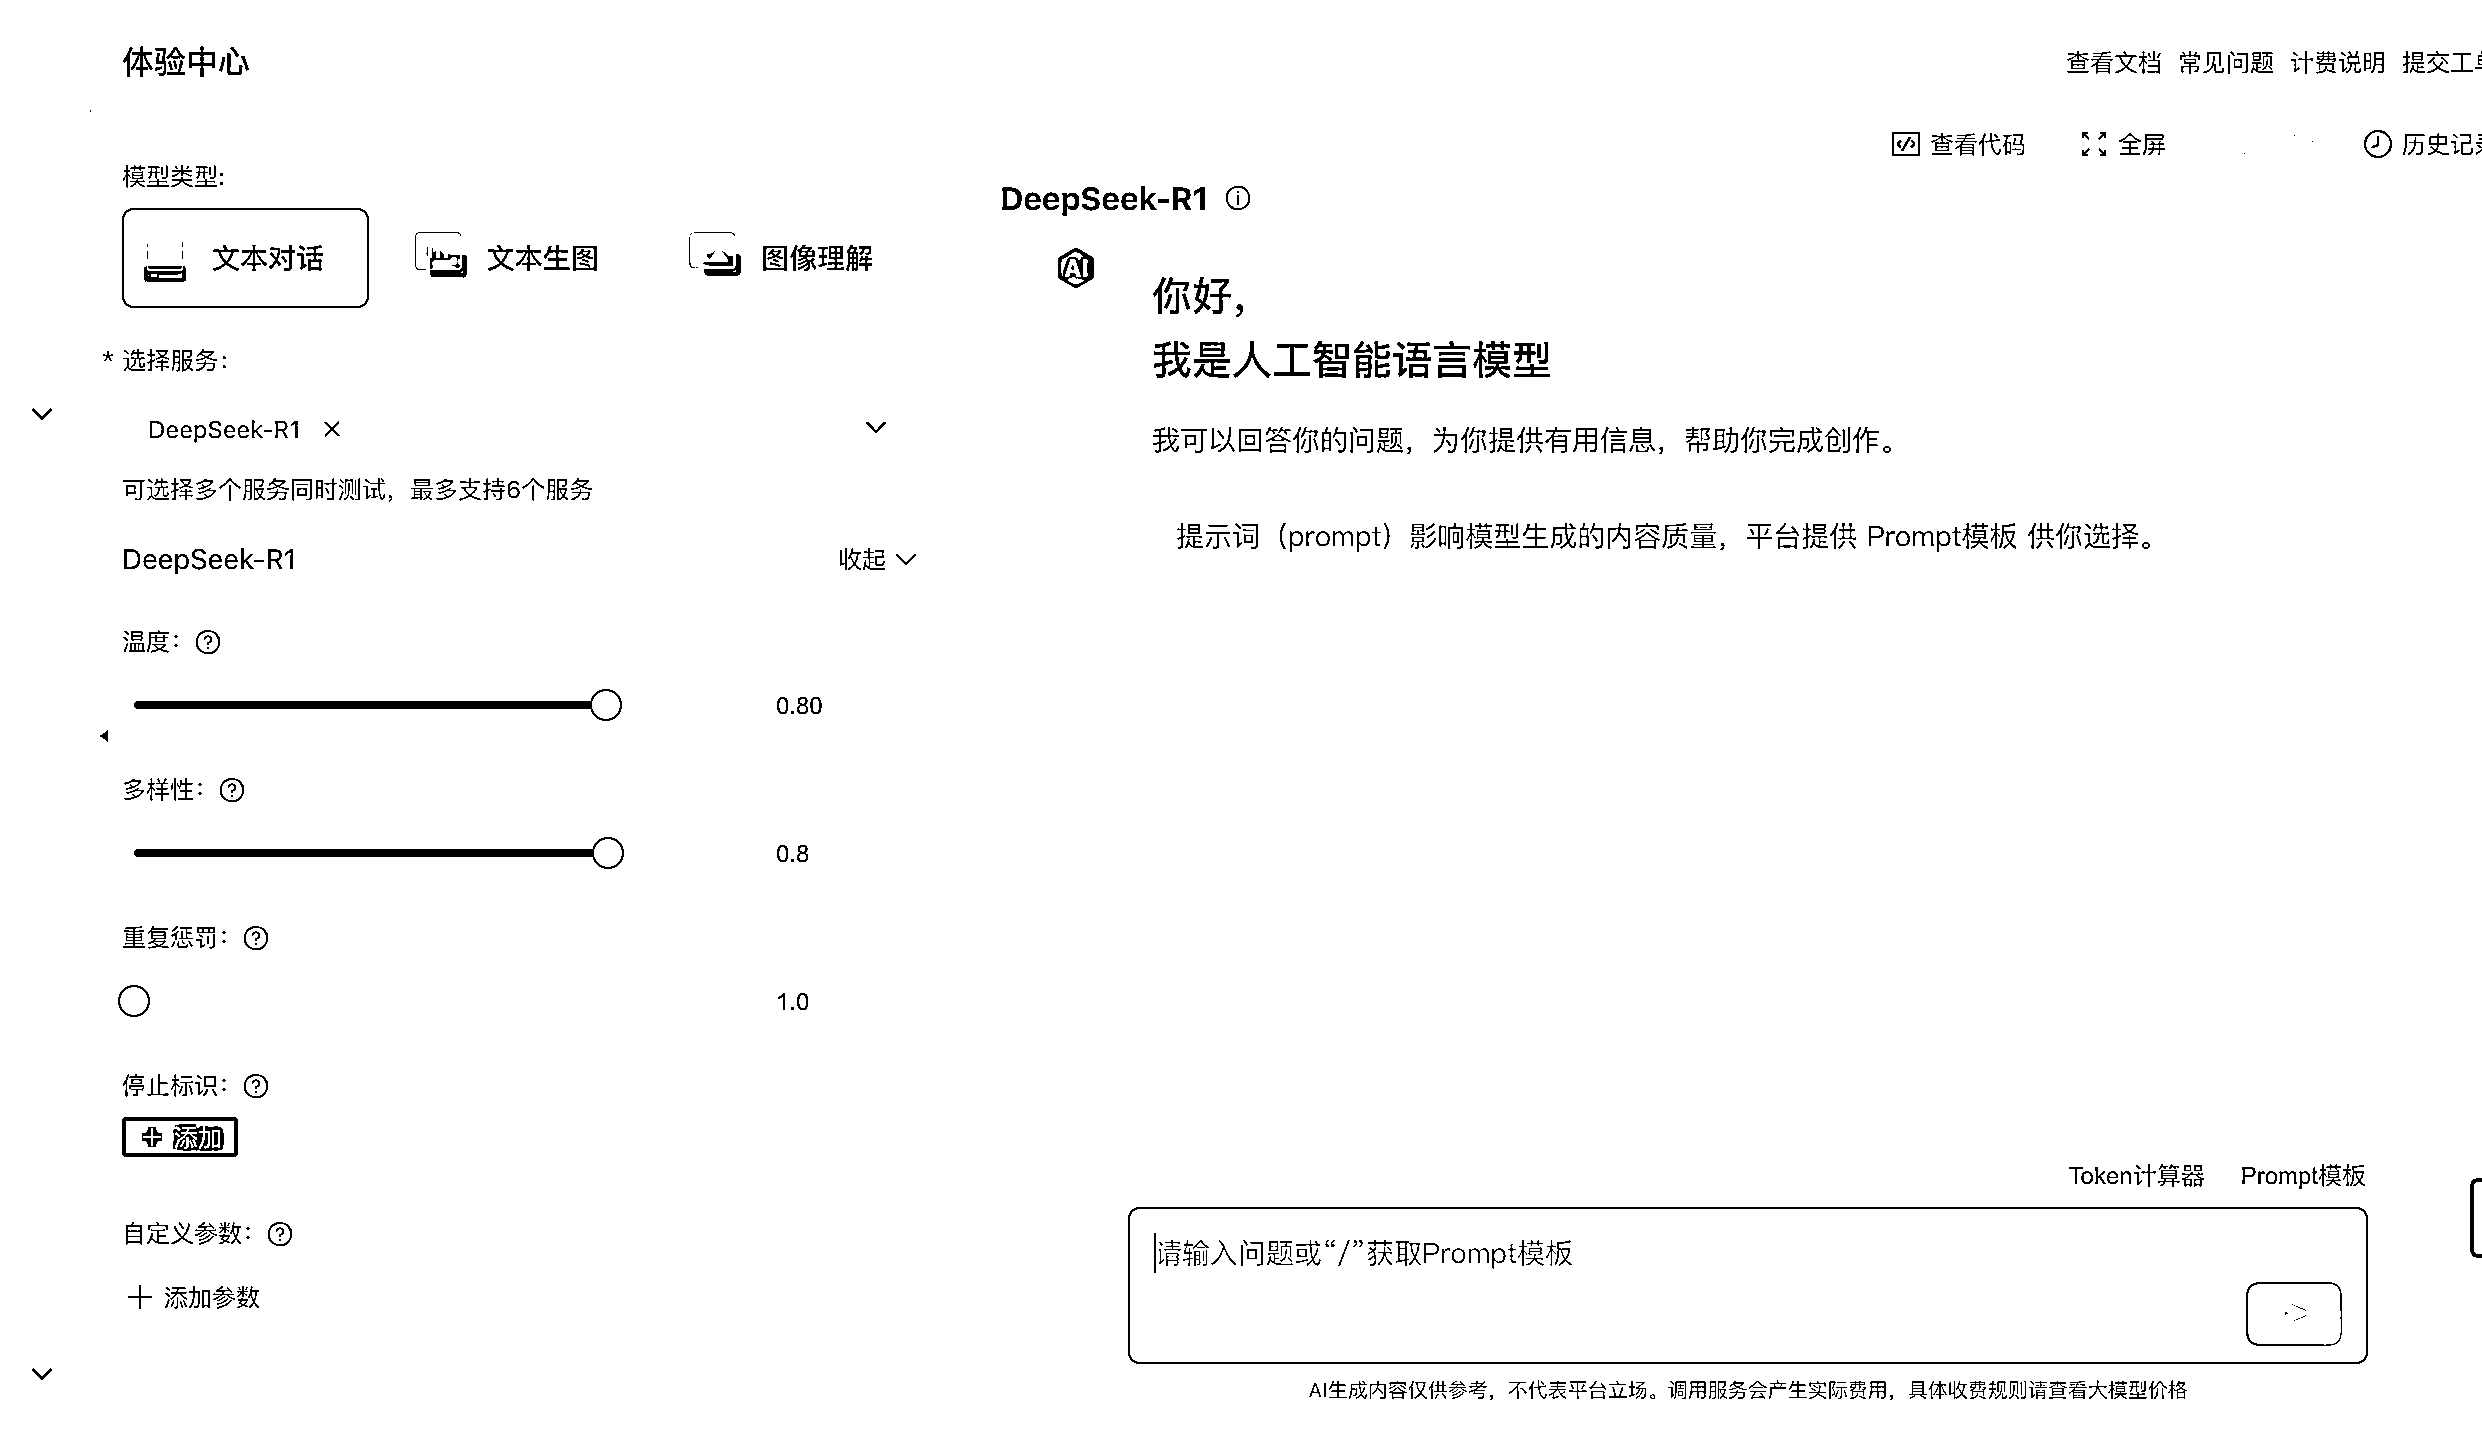 体验中心
查看文档 常见问题 计费说明 提交工单
查看代码 全屏 历史记录
模型类型:
文本对话 文本生图 图像理解
* 选择服务:
DeepSeek-R1 ×
可选择多个服务同时测试，最多支持6个服务
DeepSeek-R1 收起
温度: ?
0.80
多样性: ?
0.8
重复惩罚: ?
1.0
停止标识: ?
+ 添加
自定义参数: ?
+ 添加参数
DeepSeek-R1
AI
你好，
我是人工智能语言模型
我可以回答你的问题，为你提供有用信息，帮助你完成创作。
提示词（prompt）影响模型生成的内容质量，平台提供 Prompt模板 供你选择。
Token计算器 Prompt模板
请输入问题或“/”获取Prompt模板
AI生成内容仅供参考，不代表平台立场。调用服务会产生实际费用，具体收费规则请查看大模型价格